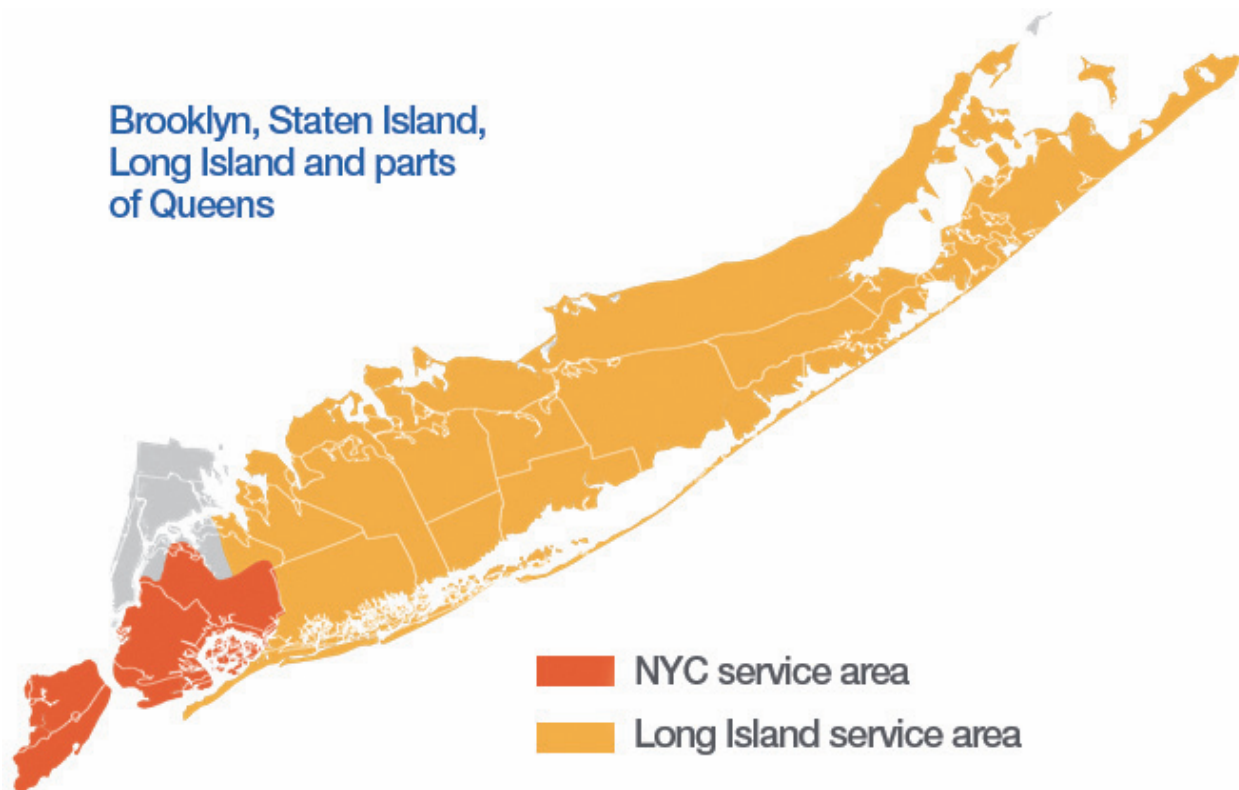 Brooklyn, Staten Island,
Long Island and parts
of Queens
NYC service area
Long Island service area